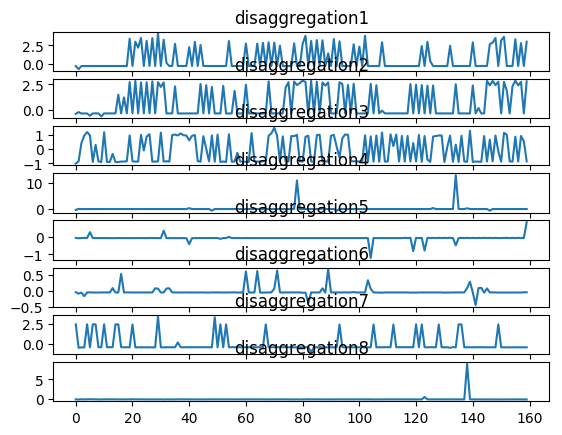 disaggregation1
2.5
0.0
disaggregation2
2.5
0.0
disaggregation3
1
0
-1
disaggregation4
10
0
disaggregation5
0
−1
disaggregation6
0.5
0.0
−0.5
disaggregation7
2.5
0.0
disaggregation8
5
0
0 20 40 60 80 100 120 140 160